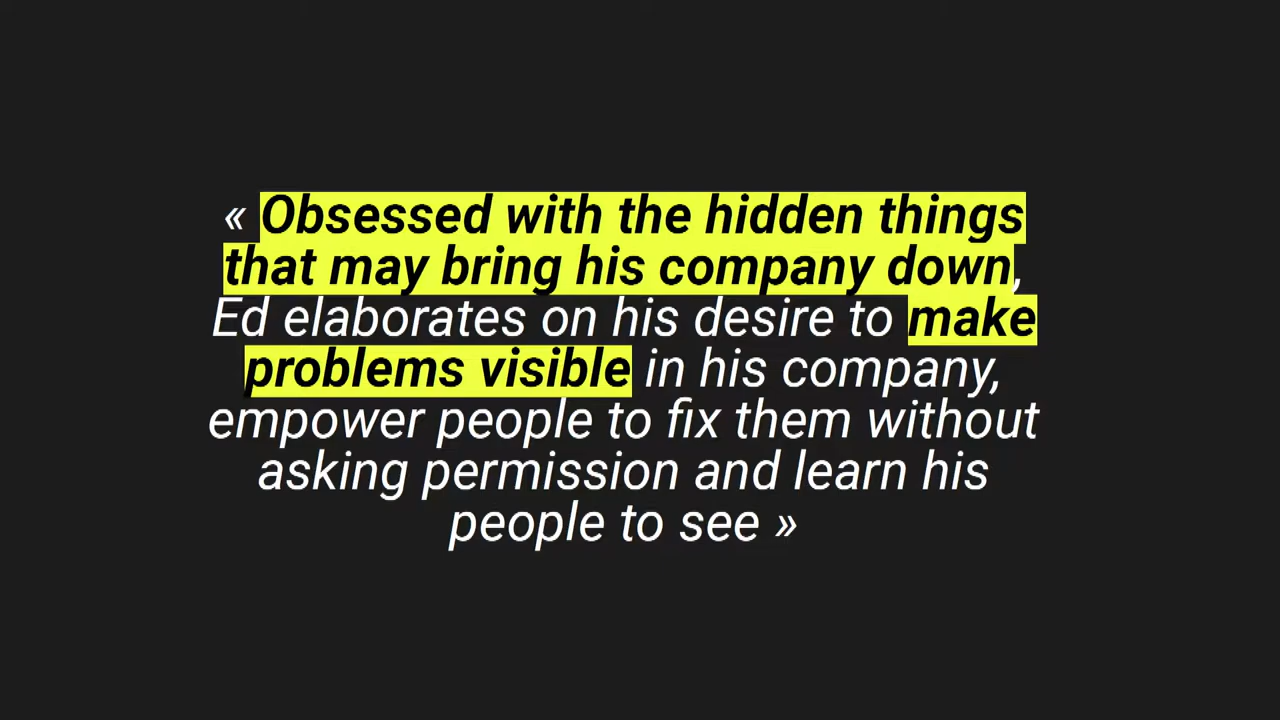 « Obsessed with the hidden things
that may bring his company down,
Ed elaborates on his desire to make
problems visible in his company,
empower people to fix them without
asking permission and learn his
people to see »